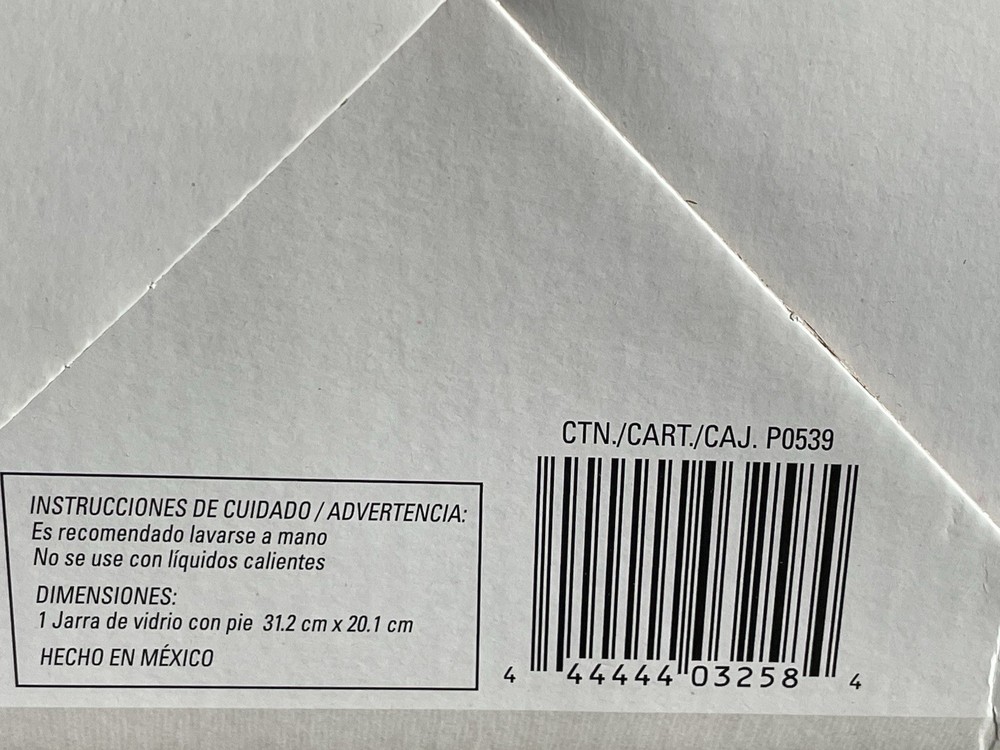 CTN./CART./CAJ. P0539
INSTRUCCIONES DE CUIDADO / ADVERTENCIA:
Es recomendado lavarse a mano
No se use con líquidos calientes
DIMENSIONES:
1 Jarra de vidrio con pie 31.2 cm x 20.1 cm
HECHO EN MÉXICO
4 44444 03258 4